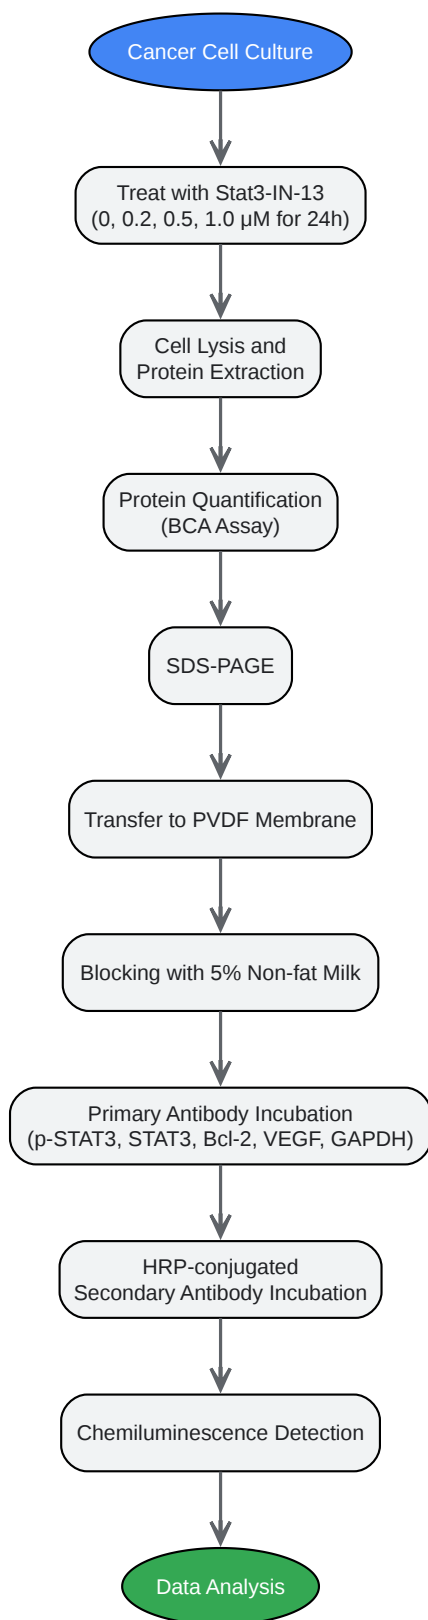 Cancer Cell Culture
Treat with Stat3-IN-13
(0, 0.2, 0.5, 1.0 μM for 24h)
Cell Lysis and
Protein Extraction
Protein Quantification
(BCA Assay)
SDS-PAGE
Transfer to PVDF Membrane
Blocking with 5% Non-fat Milk
Primary Antibody Incubation
(p-STAT3, STAT3, Bcl-2, VEGF, GAPDH)
HRP-conjugated
Secondary Antibody Incubation
Chemiluminescence Detection
Data Analysis